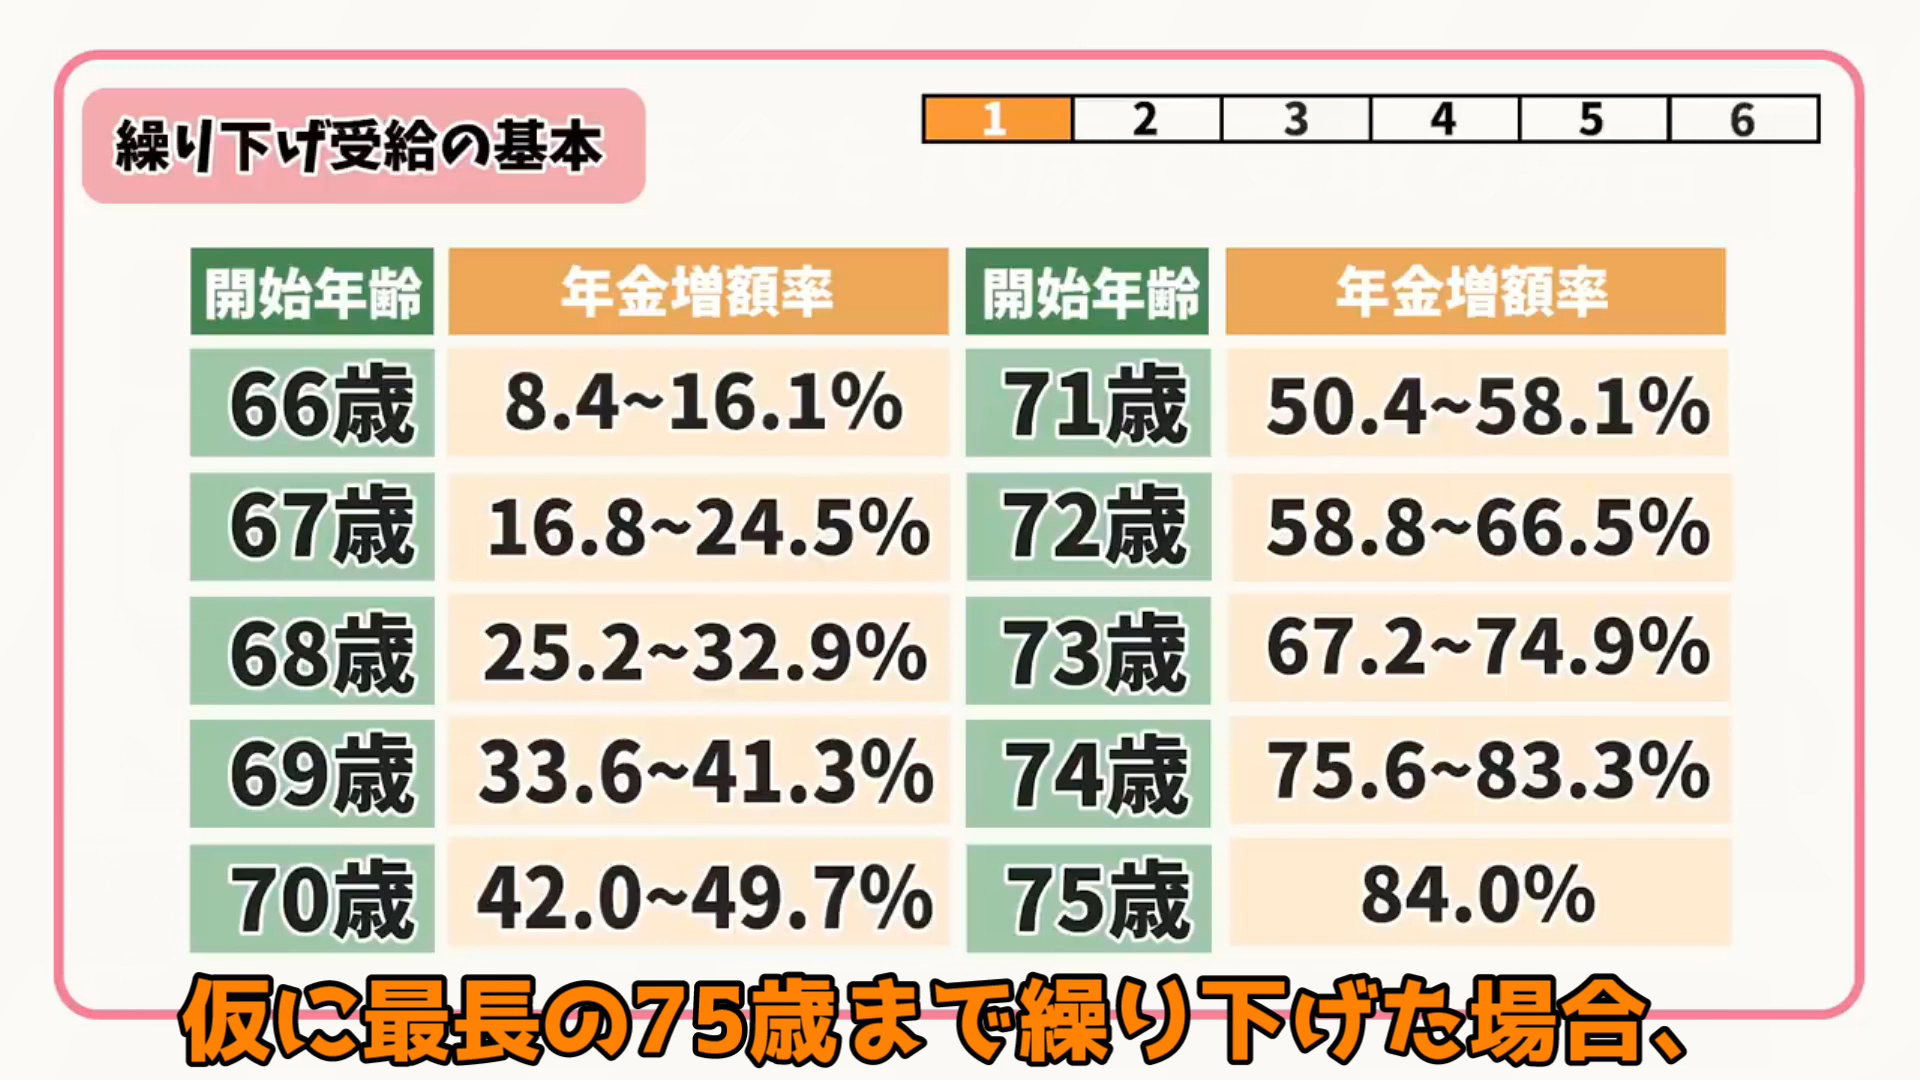 繰り下げ受給の基本
1 2 3 4 5 6
開始年齢 年金増額率 開始年齢 年金増額率
66歳 8.4~16.1% 71歳 50.4~58.1%
67歳 16.8~24.5% 72歳 58.8~66.5%
68歳 25.2~32.9% 73歳 67.2~74.9%
69歳 33.6~41.3% 74歳 75.6~83.3%
70歳 42.0~49.7% 75歳 84.0%
仮に最長の75歳まで繰り下げた場合、